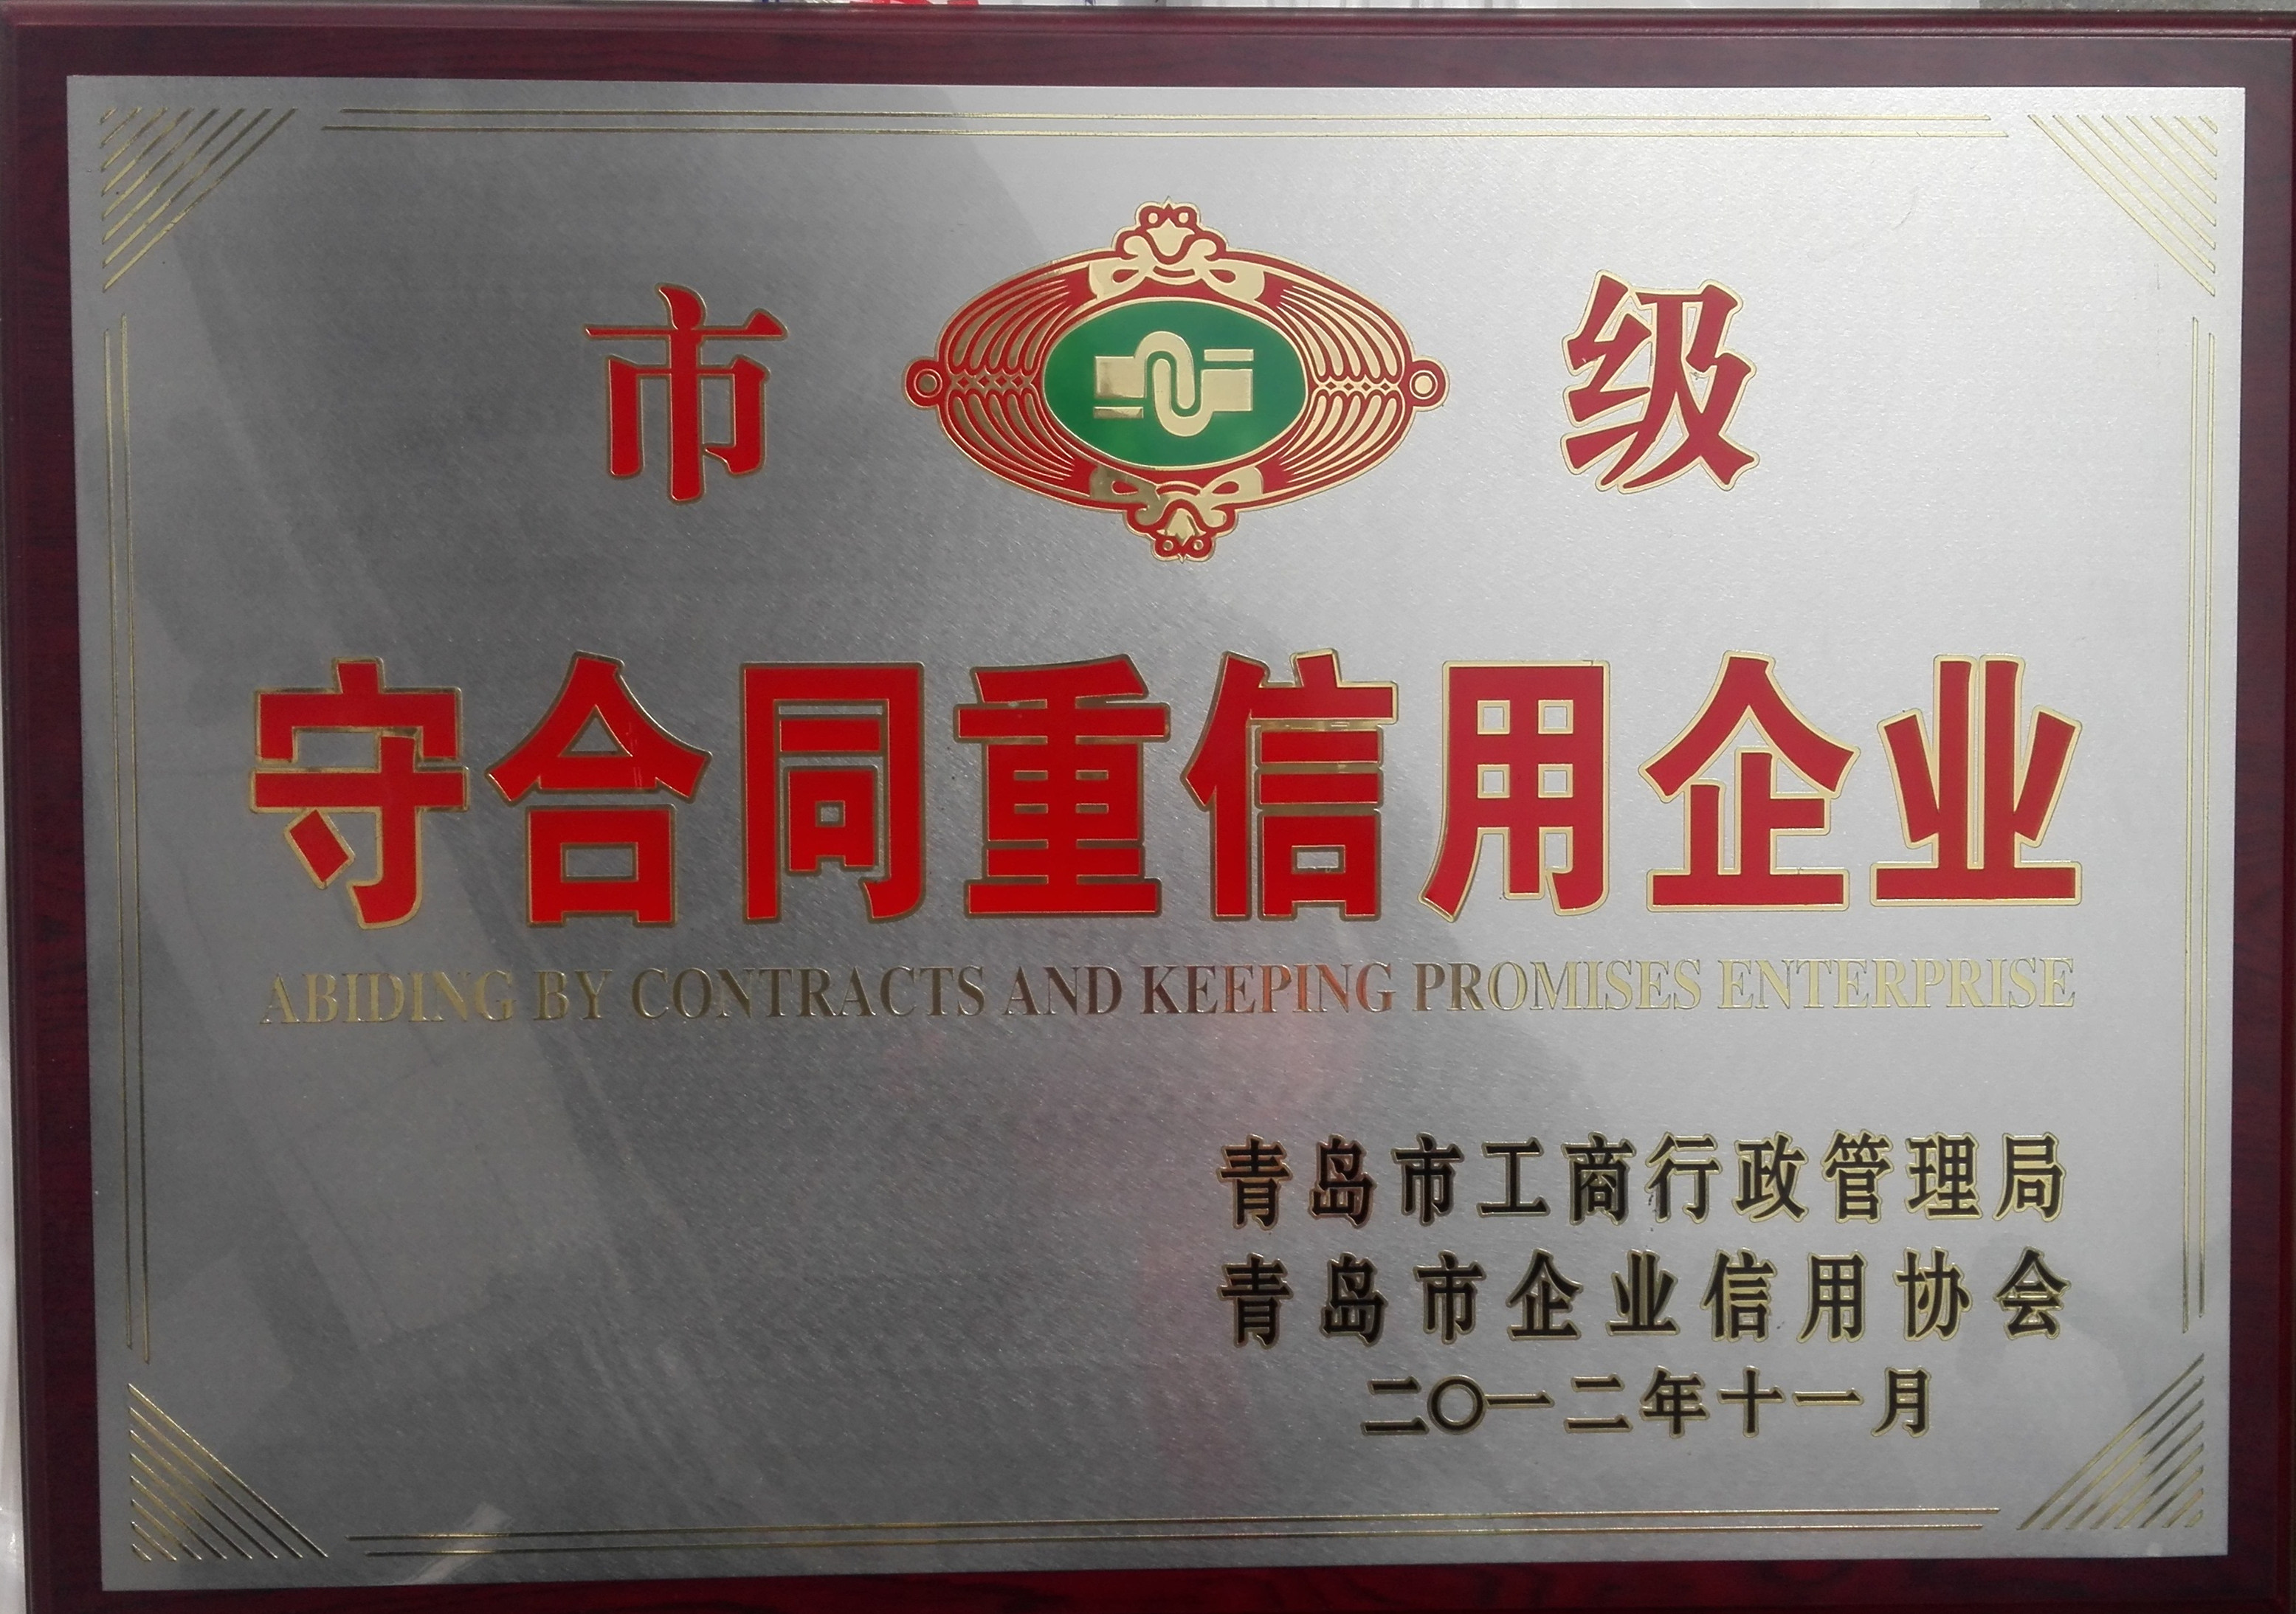 市 级
守合同重信用企业
ABIDING BY CONTRACTS AND KEEPING PROMISES ENTERPRISE
青岛市工商行政管理局
青岛市企业信用协会
二〇一二年十一月